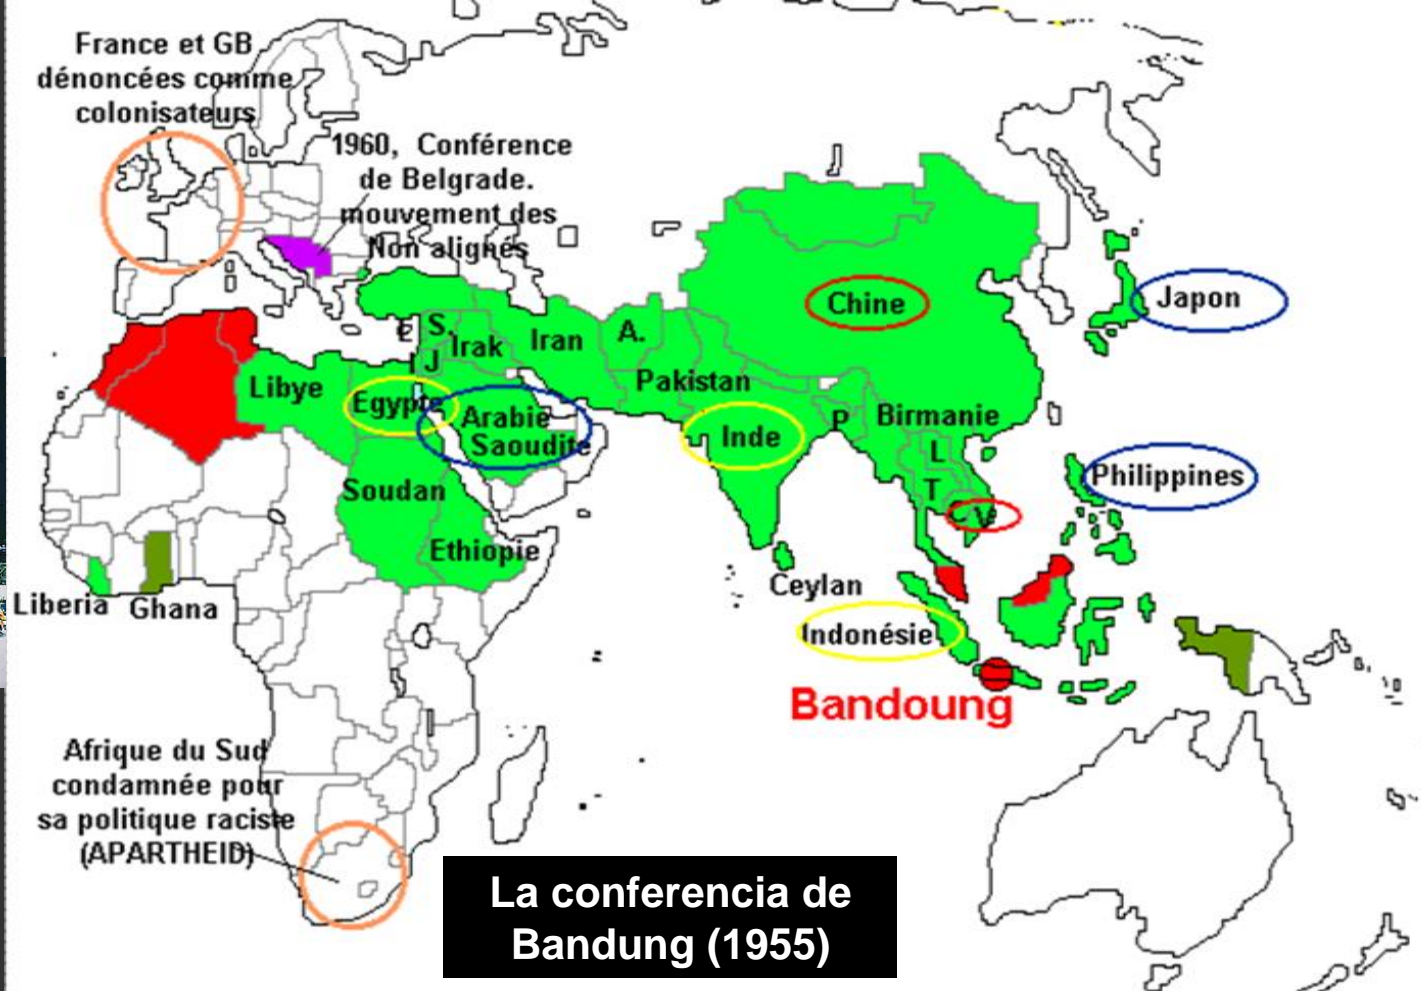 France et GB
dénoncées comme
colonisateurs
1960, Conférence
de Belgrade.
mouvement des
Non alignés
Chine
Japon
S.
Irak
Iran
A.
J
Pakistan
Libye
Egypte
Arabie
Saoudite
Inde
P
Birmanie
L
T
C
V
Philippines
Soudan
Ethiopie
Liberia
Ghana
Ceylan
Indonésie
Bandoung
Afrique du Sud
condamnée pour
sa politique raciste
(APARTHEID)
La conferencia de
Bandung (1955)